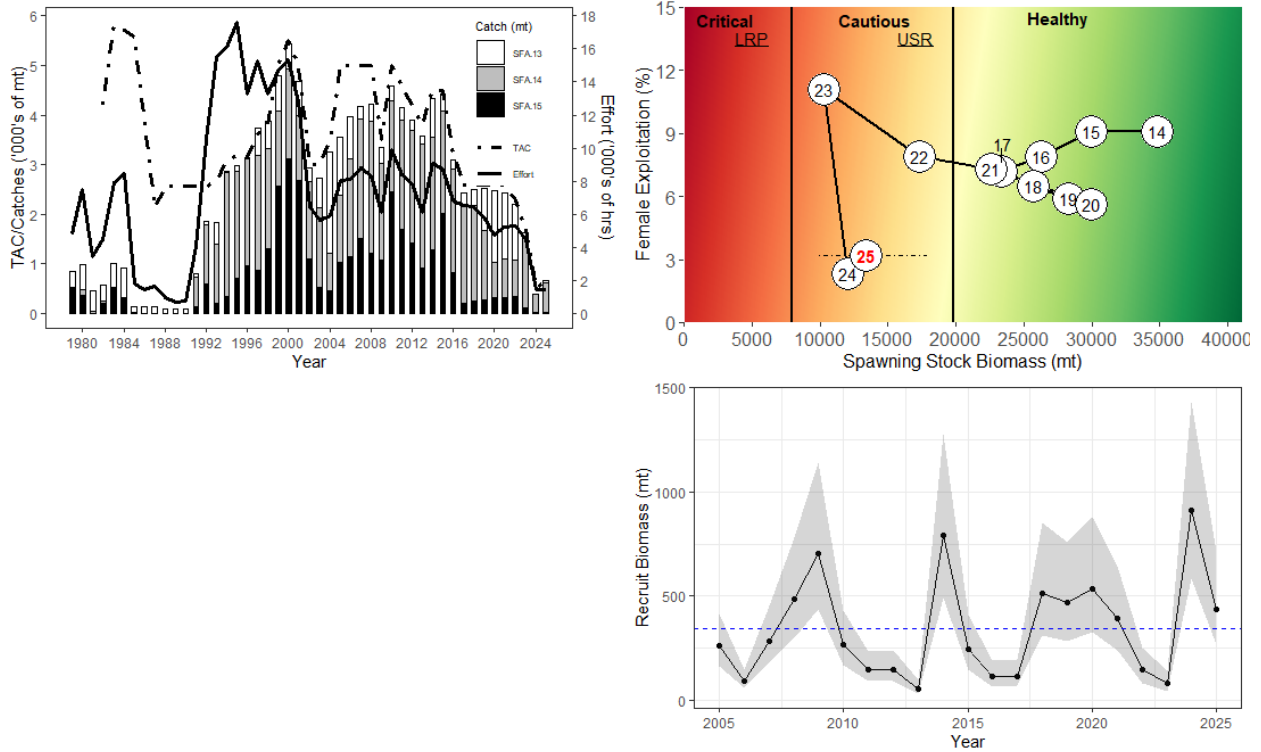 6
5
4
3
2
1
0
TAC/Catches ('000's of mt)
18
16
14
12
10
8
6
4
2
0
Effort ('000's of hrs)
Catch (mt)
SFA.13
SFA.14
SFA.15
TAC
Effort
1980 1984 1988 1992 1996 2000 2004 2008 2012 2016 2020 2024
Year
15
12
9
6
3
0
Female Exploitation (%)
Critical Cautious Healthy
LRP USR
23
22
21
17
16
15
14
18
19
20
24
25
0 5000 10000 15000 20000 25000 30000 35000 40000
Spawning Stock Biomass (mt)
1500
1000
500
0
Recruit Biomass (mt)
2005 2010 2015 2020 2025
Year